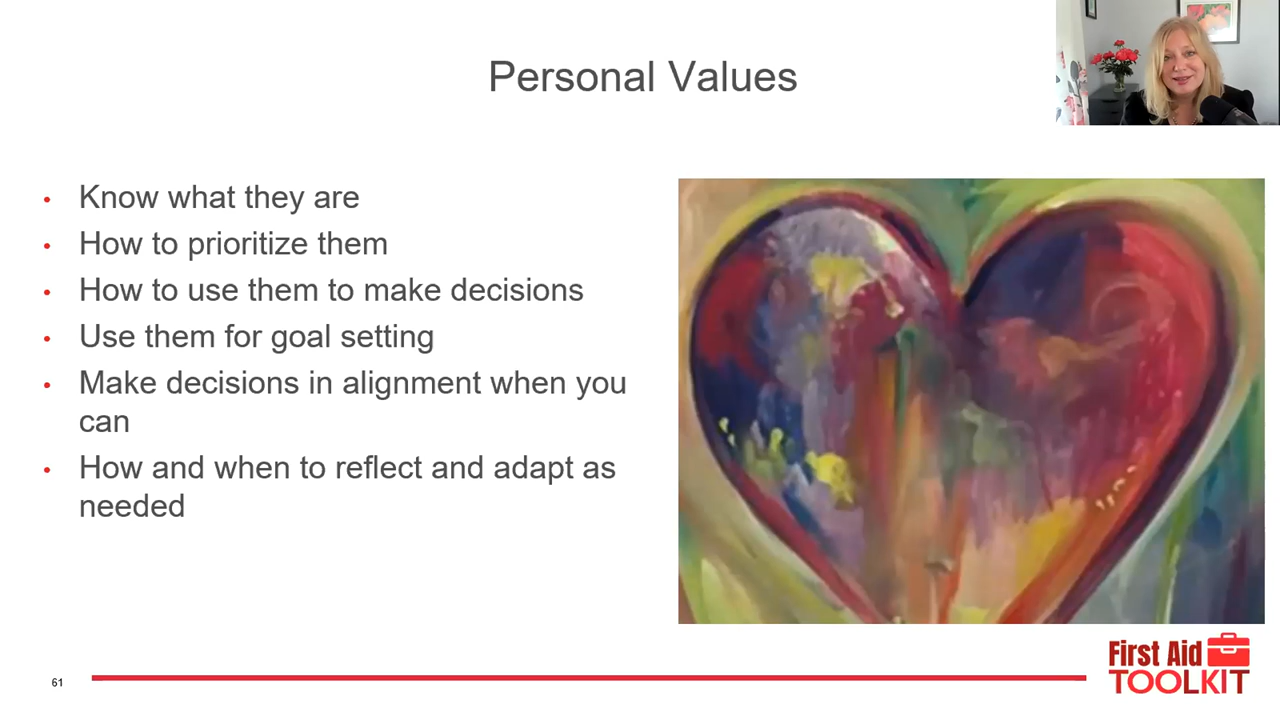 Personal Values
• Know what they are
• How to prioritize them
• How to use them to make decisions
• Use them for goal setting
• Make decisions in alignment when you
can
• How and when to reflect and adapt as
needed
61
First Aid
TOOLKIT